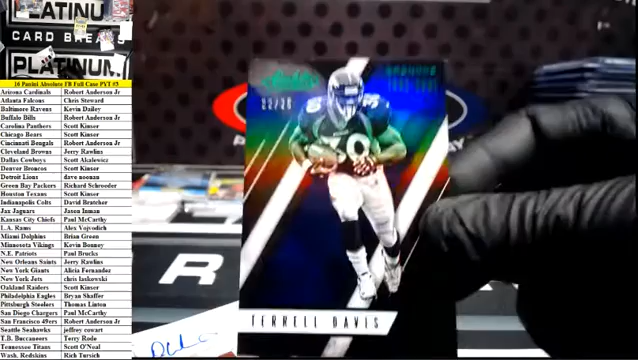 PLATINUM
CARD BREAKS
PLATINUM
16 Panini Absolute FB Full Case PYT #3
Arizona Cardinals Robert Anderson Jr
Atlanta Falcons Chris Steward
Baltimore Ravens Kevin Dailey
Buffalo Bills Robert Anderson Jr
Carolina Panthers Scott Kinser
Chicago Bears Scott Kinser
Cincinnati Bengals Robert Anderson Jr
Cleveland Browns Jerry Rawlins
Dallas Cowboys Scott Akalewicz
Denver Broncos Scott Kinser
Detroit Lions dave noonan
Green Bay Packers Richard Schroeder
Houston Texans Scott Kinser
Indianapolis Colts David Bratcher
Jax Jaguars Jason Inman
Kansas City Chiefs Paul McCarthy
L.A. Rams Alex Vojvodich
Miami Dolphins Brian Green
Minnesota Vikings Kevin Bonney
N.E. Patriots Paul Brucks
New Orleans Saints Jerry Rawlins
New York Giants Alicia Fernandez
New York Jets chris laskowski
Oakland Raiders Scott Kinser
Philadelphia Eagles Bryan Shaffer
Pittsburgh Steelers Thomas Linton
San Diego Chargers Paul McCarthy
San Francisco 49ers Robert Anderson Jr
Seattle Seahawks jeffrey cowart
T.B. Buccaneers Terry Rode
Tennessee Titans Scott O'Neal
Wash. Redskins Rich Tursich
Absolute
22/25
30
TERRELL DAVIS
R